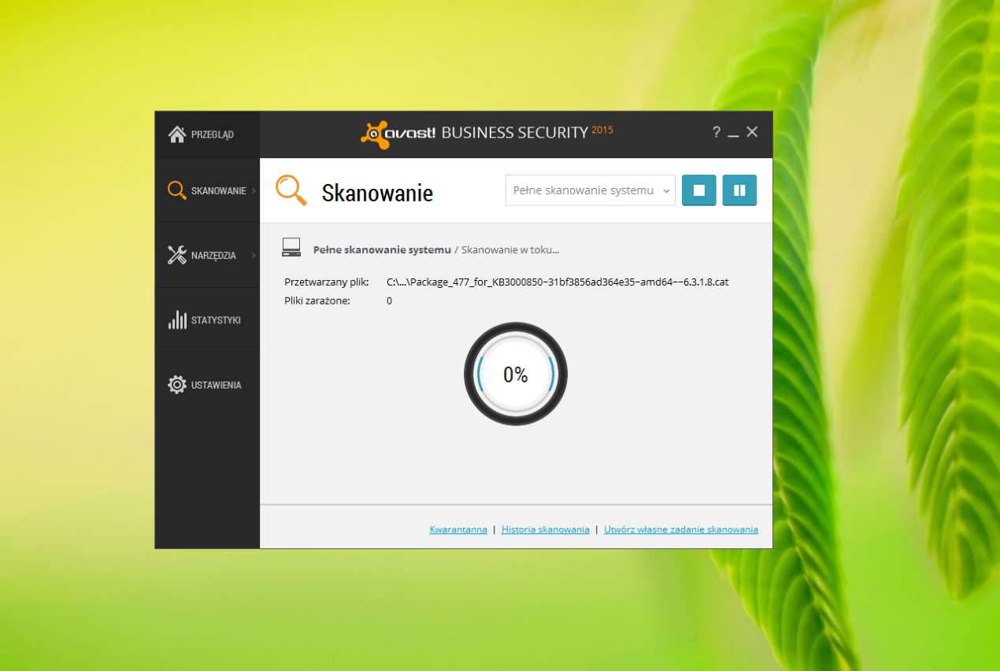 PRZEGLĄD
avast! BUSINESS SECURITY 2015
?
SKANOWANIE
NARZĘDZIA
STATYSTYKI
USTAWIENIA
Skanowanie
Pełne skanowanie systemu
Pełne skanowanie systemu / Skanowanie w toku...
Przetwarzany plik: C:\...\Package_477_for_KB3000850~31bf3856ad364e35~amd64~~6.3.1.8.cat
Pliki zarażone: 0
0%
Kwarantanna | Historia skanowania | Utwórz własne zadanie skanowania